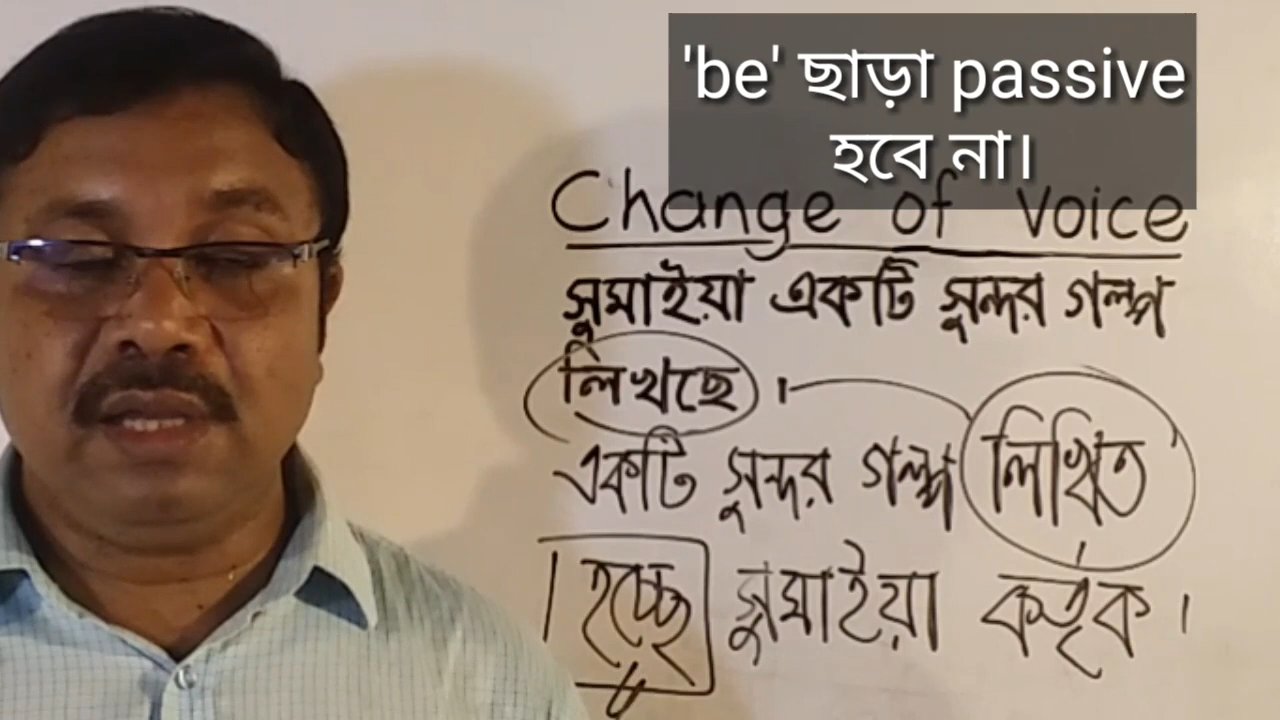 'be' ছাড়া passive
হবে না।
Change of Voice
সুমাইয়া একটি সুন্দর গল্প
লিখছে।
একটি সুন্দর গল্প লিখিত
হচ্ছে সুমাইয়া কর্তৃক।